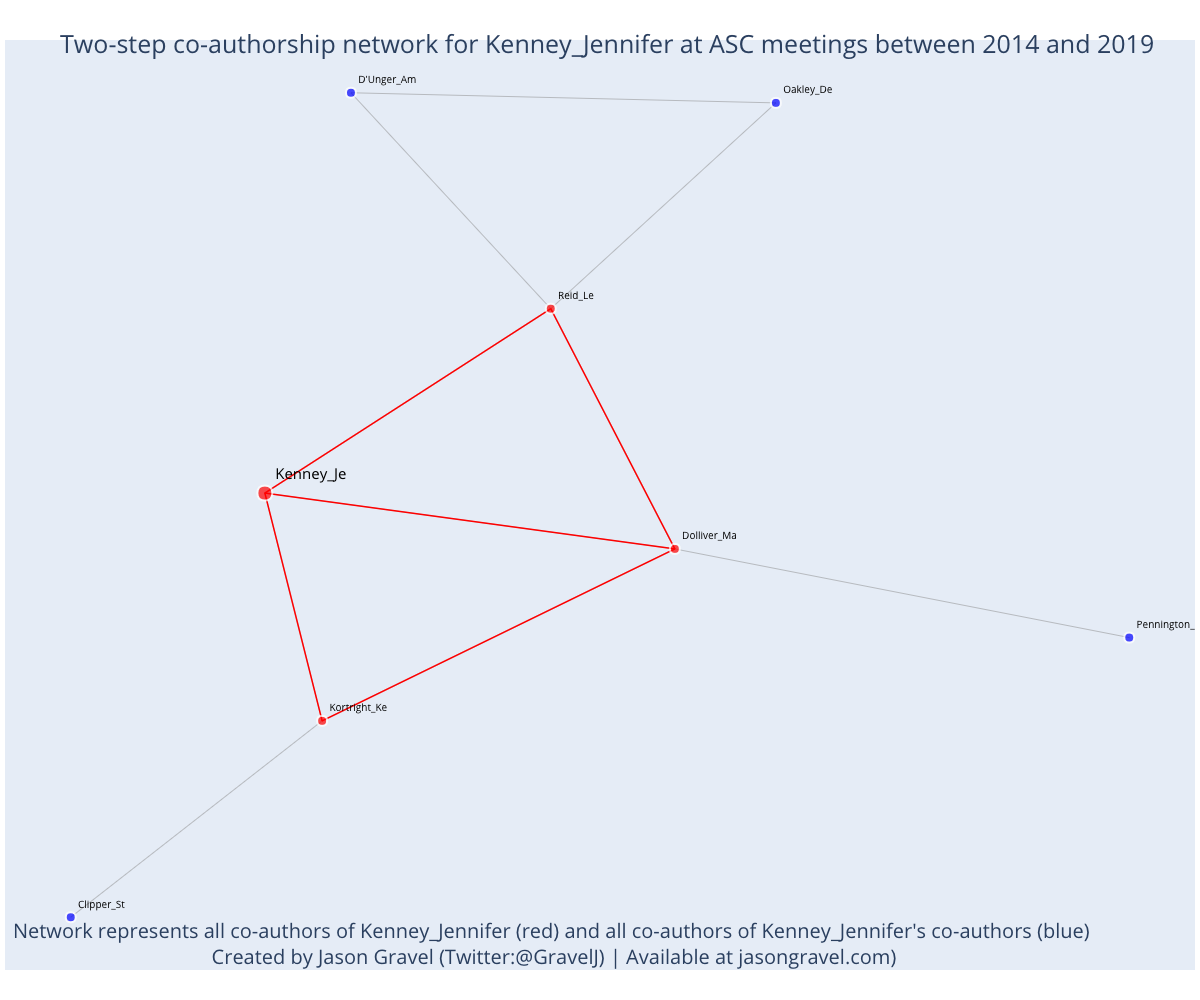 Two-step co-authorship network for Kenney_Jennifer at ASC meetings between 2014 and 2019
D'Unger_Am
Oakley_De
Reid_Le
Kenney_Je
Dolliver_Ma
Pennington_
Kortright_Ke
Clipper_St
Network represents all co-authors of Kenney_Jennifer (red) and all co-authors of Kenney_Jennifer's co-authors (blue)
Created by Jason Gravel (Twitter:@GravelJ) | Available at jasongravel.com)